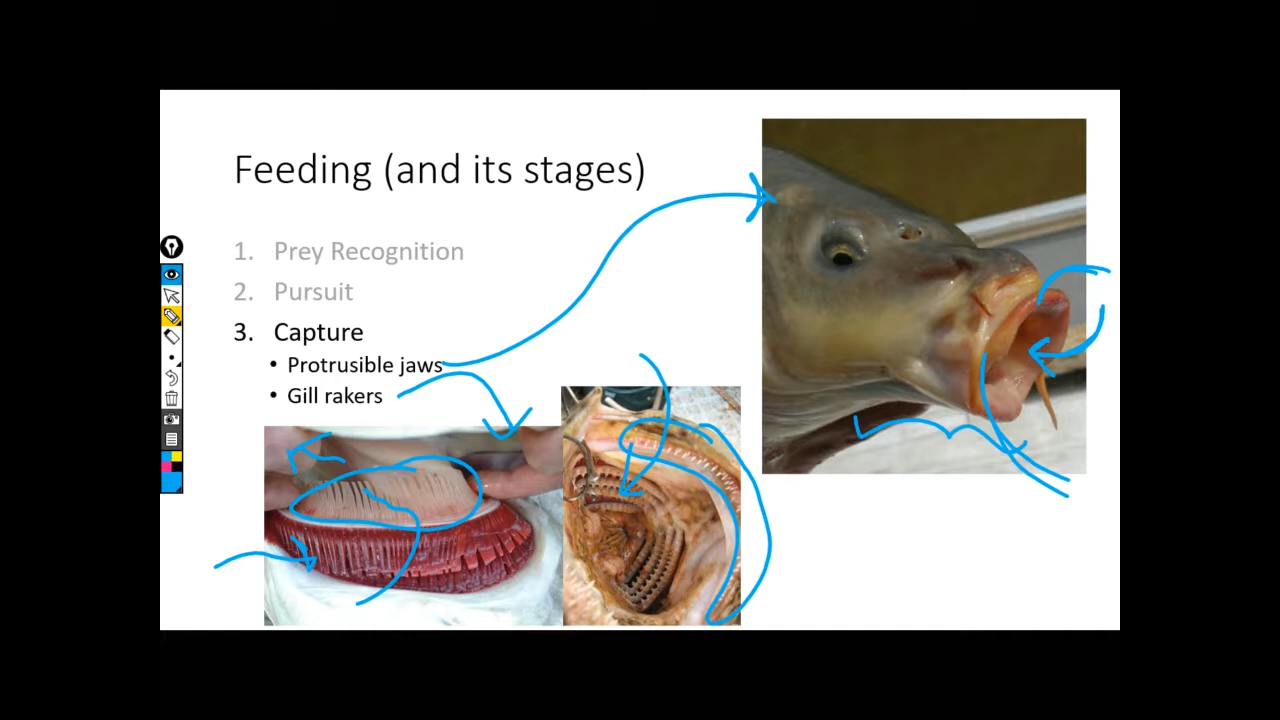 Feeding (and its stages)
1. Prey Recognition
2. Pursuit
3. Capture
• Protrusible jaws
• Gill rakers